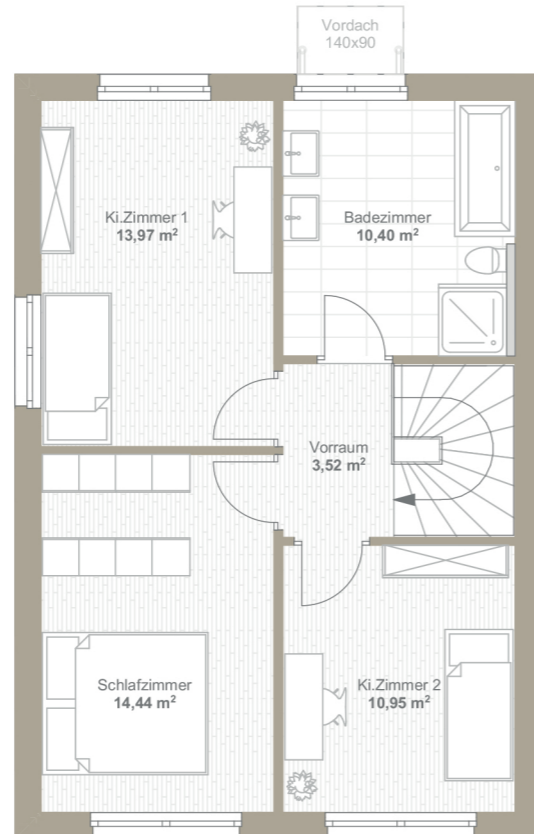 Vordach
140x90
Ki.Zimmer 1
13,97 m²
Badezimmer
10,40 m²
Vorraum
3,52 m²
Schlafzimmer
14,44 m²
Ki.Zimmer 2
10,95 m²